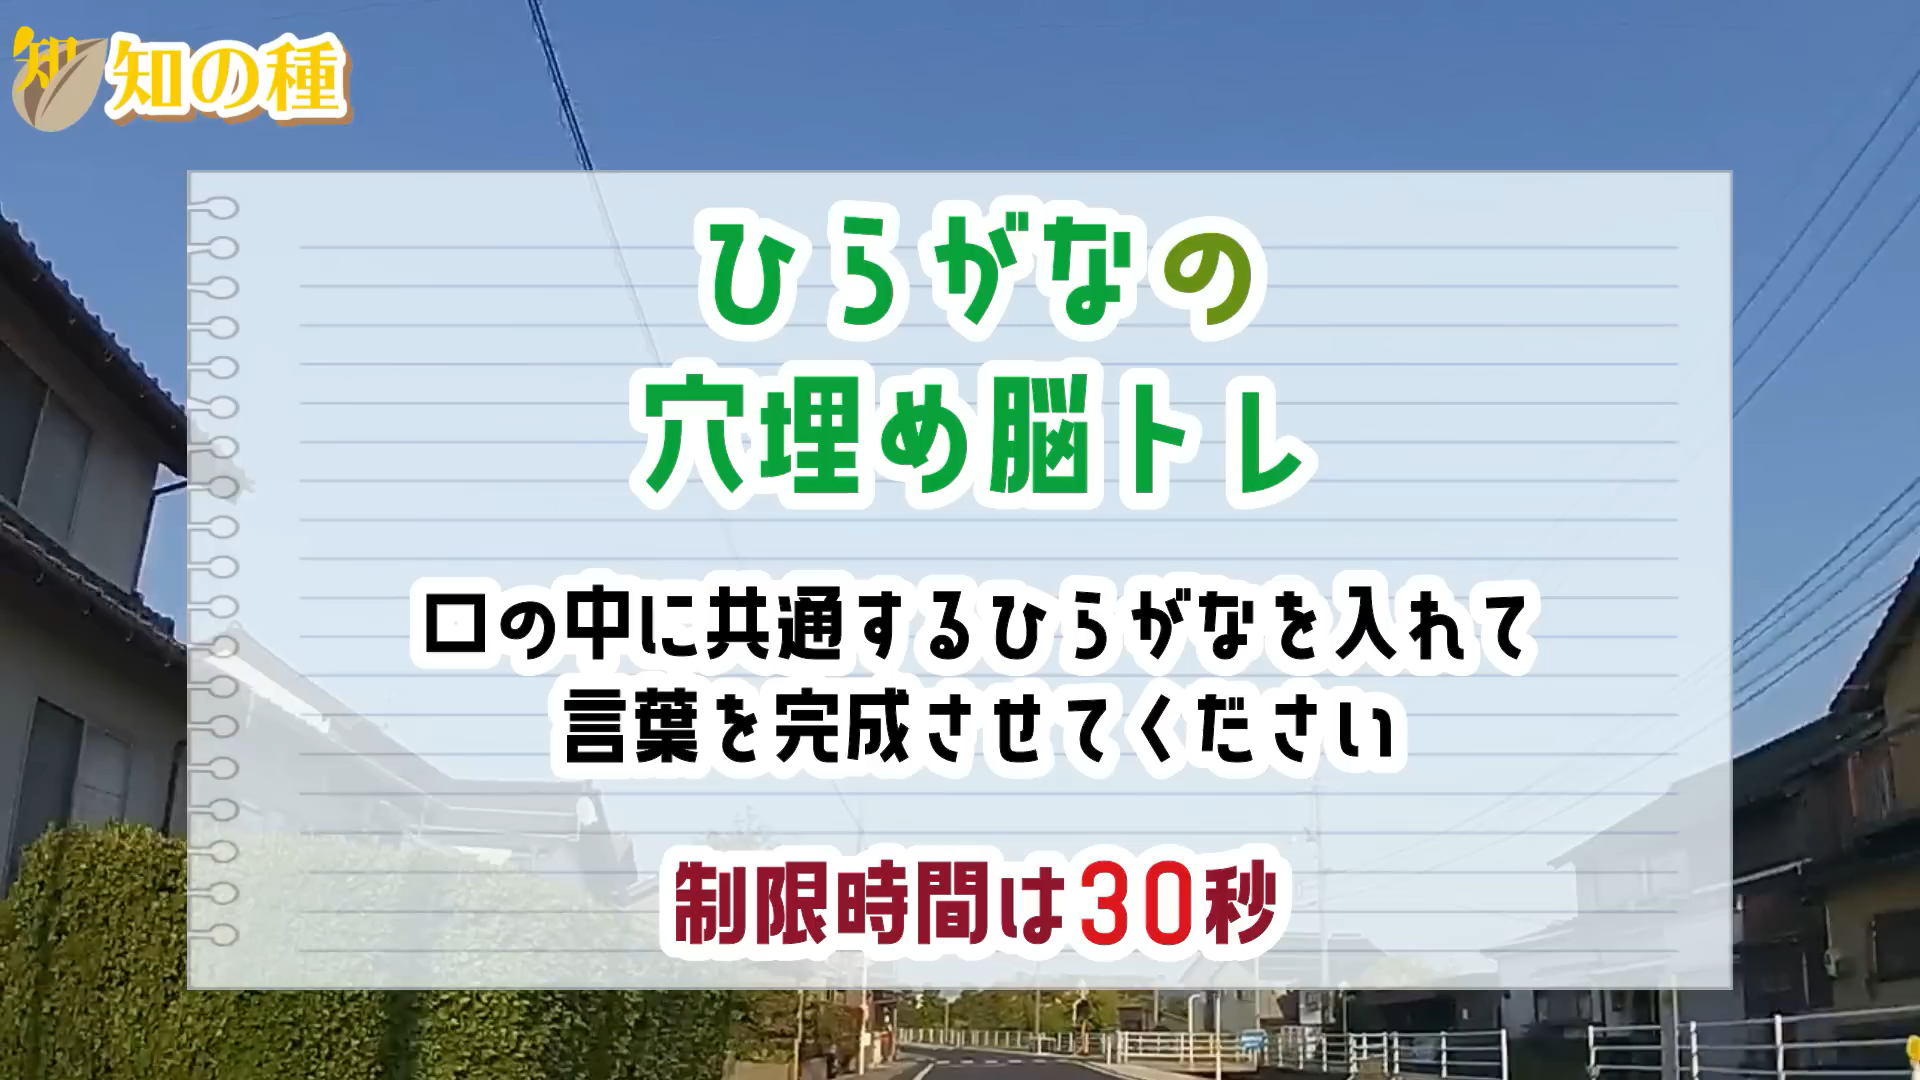 知の種
ひらがなの
穴埋め脳トレ
口の中に共通するひらがなを入れて
言葉を完成させてください
制限時間は30秒